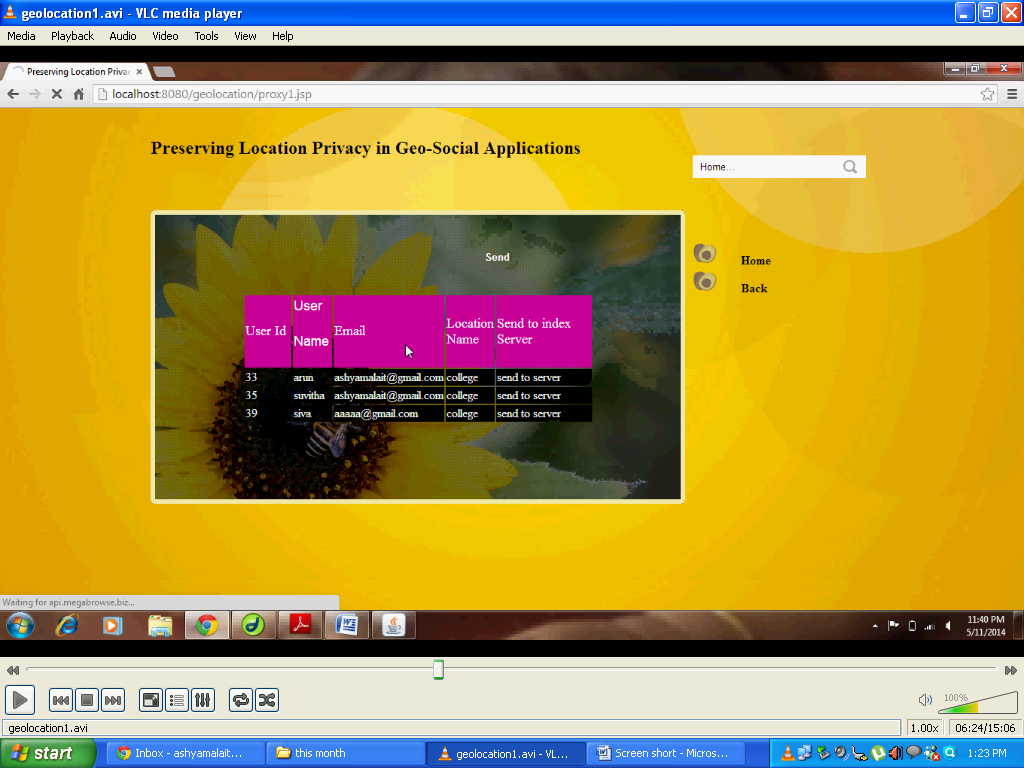 geolocation1.avi - VLC media player
Media Playback Audio Video Tools View Help
Preserving Location Priva
localhost:8080/geolocation/proxy1.jsp
Preserving Location Privacy in Geo-Social Applications
Home...
Send
Home
Back
User Id User Name Email Location Name Send to index Server
33 arun ashyamalait@gmail.com college send to server
35 suvitha ashyamalait@gmail.com college send to server
39 siva aaaaa@gmail.com college send to server
Waiting for api.megabrowse.biz...
11:40 PM
5/11/2014
100%
geolocation1.avi 1.00x 06:24/15:06
start Inbox - ashyamalait... this month geolocation1.avi - VL... Screen short - Micros... 1:23 PM